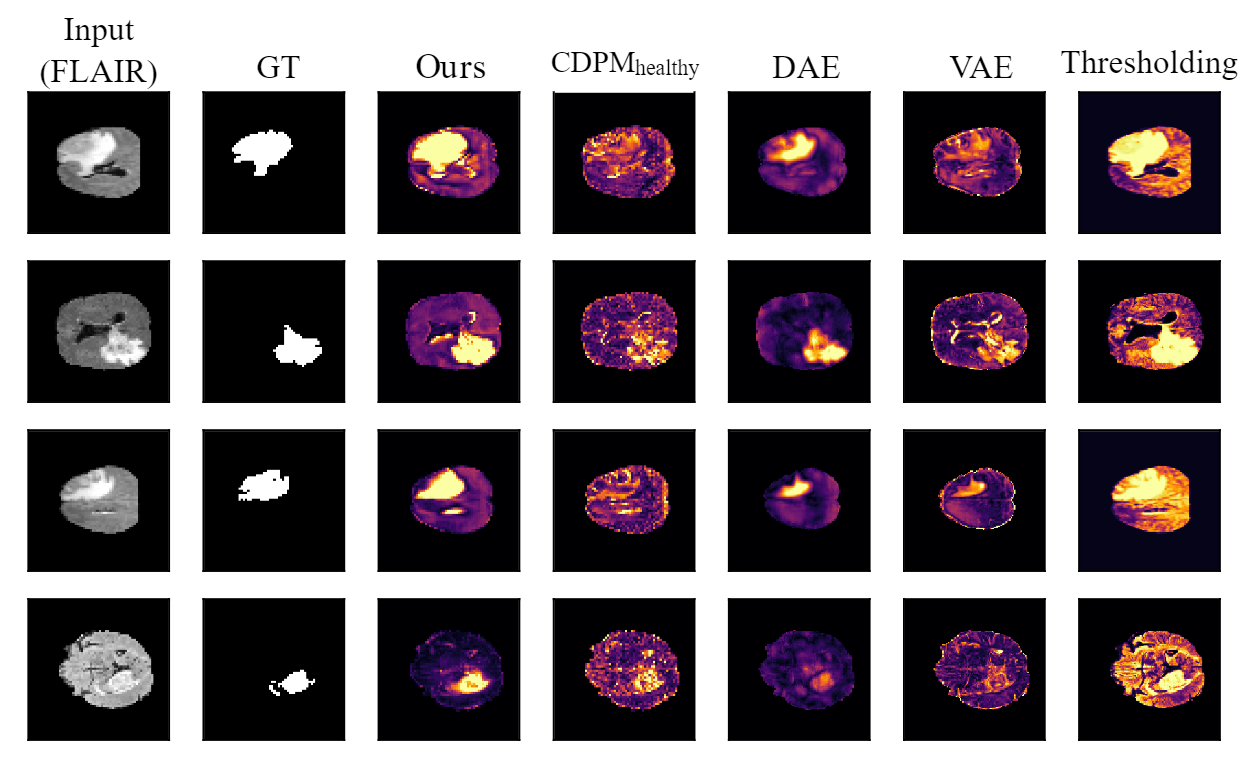 Input
(FLAIR)
GT
Ours
CDPMhealthy
DAE
VAE
Thresholding